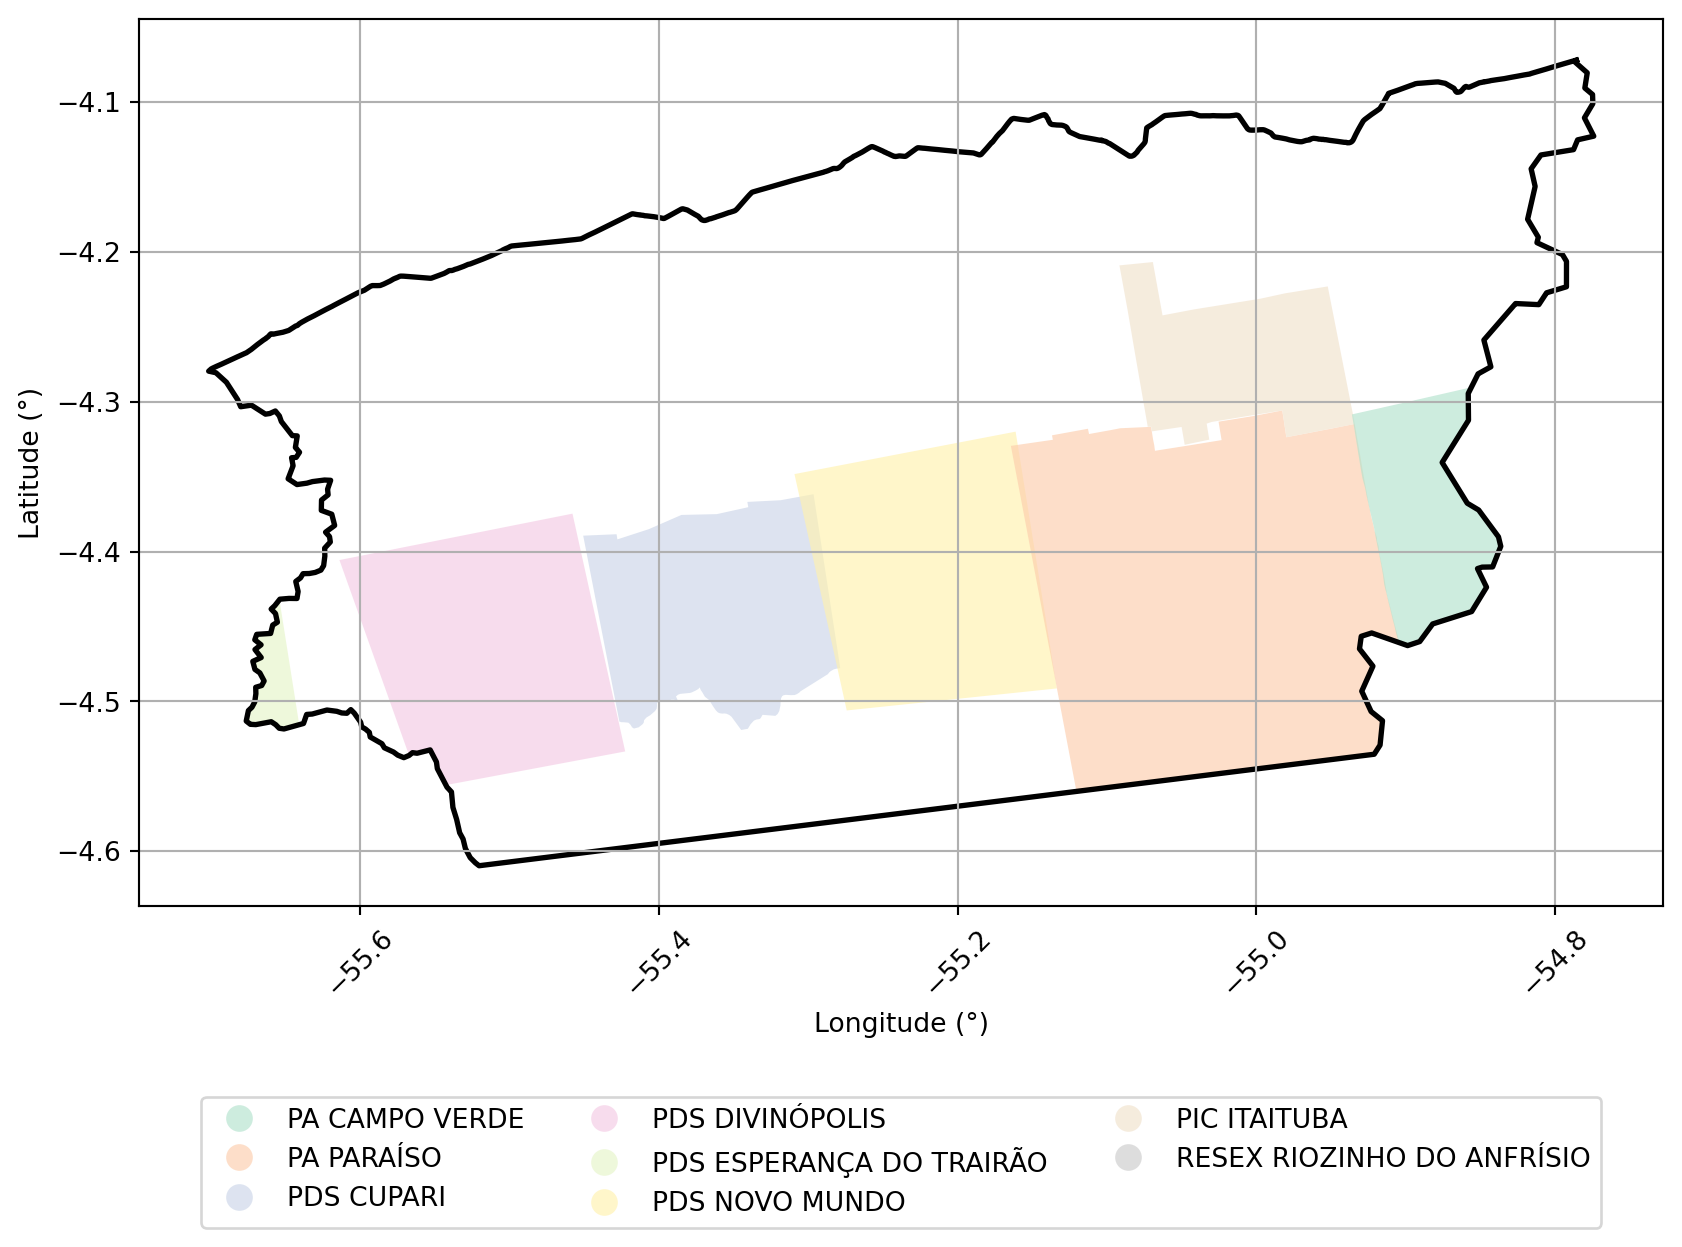 −4.1
−4.2
−4.3
−4.4
−4.5
−4.6
Latitude (°)
−55.6
−55.4
−55.2
−55.0
−54.8
Longitude (°)
PA CAMPO VERDE
PA PARAÍSO
PDS CUPARI
PDS DIVINÓPOLIS
PDS ESPERANÇA DO TRAIRÃO
PDS NOVO MUNDO
PIC ITAITUBA
RESEX RIOZINHO DO ANFRÍSIO